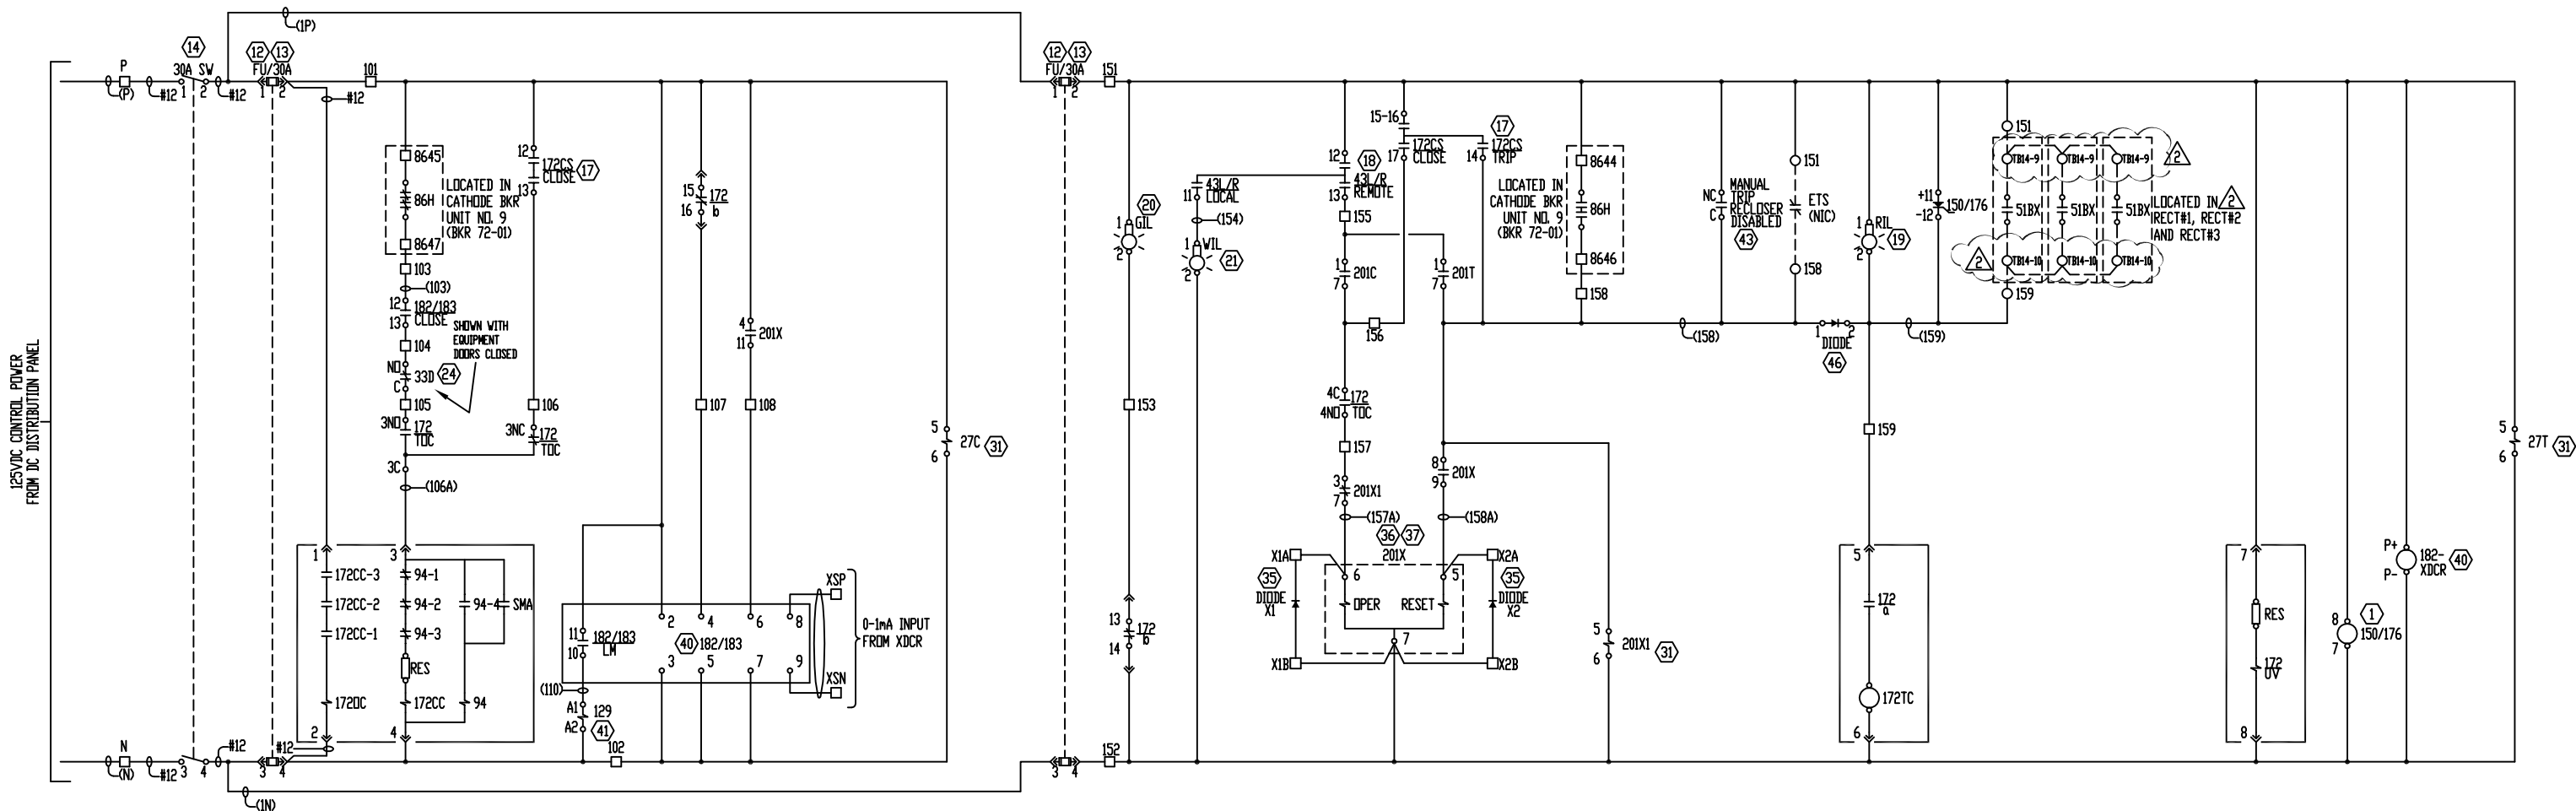 125VDC CONTROL POWER
FROM DC DISTRIBUTION PANEL
P
(P)
#12
14
30A SW
1 2
#12
12 13
FU/30A
1 2
(1P)
#12
101
N
(N)
#12
3 4
#12
3 4
(1N)
#12
8645
86H
8647
LOCATED IN
CATHODE BKR
UNIT NO. 9
(BKR 72-01)
103
(103)
12
182/183
CLOSE
13
104
SHOWN WITH
EQUIPMENT
DOORS CLOSED
NO
33D
24
C
105
3NO
172
TOC
3C
(106A)
12
172CS
CLOSE
17
13
106
3NC
172
TOC
1
172CC-3
172CC-2
172CC-1
172OC
2
3
94-1
94-2
94-3
RES
172CC
4
94-4
SMA
94
15
172
b
16
107
4
201X
11
108
11
182/183
LM
10
(110)
A1
129
A2
41
102
2 4 6 8
40
182/183
3 5 7 9
XSP
XSN
0-1mA INPUT
FROM XDCR
5
27C
31
6
12 13
FU/30A
1 2
151
3 4
152
20
1 GIL
2
153
13
172
b
14
11
43L/R
LOCAL
(154)
1 WIL
21
2
12
18
43L/R
REMOTE
13
155
1
201C
7
156
4C
172
4NO TOC
157
3
201X1
7
(157A)
15-16
172CS
17 CLOSE
17
172CS
14 TRIP
1
201T
7
8
201X
9
(158A)
36 37
201X
X1A
35
DIODE
X1
X1B
6 5
OPER
RESET
7
X2A
35
DIODE
X2
X2B
5
201X1
31
6
8644
LOCATED IN
CATHODE BKR
UNIT NO. 9
(BKR 72-01)
86H
8646
158
(158)
NC
MANUAL
TRIP
RECLOSER
DISABLED
C
43
151
ETS
(NIC)
158
1 2
DIODE
46
1 RIL
19
2
(159)
159
+11
150/176
-12
151
TB14-9 TB14-9 TB14-9
2
51BX 51BX 51BX
LOCATED IN
RECT#1, RECT#2
AND RECT#3
2
2
TB14-10 TB14-10 TB14-10
159
5
172
a
172TC
6
7
RES
172
UV
8
8
1
150/176
7
P+
182-
XDCR
40
P-
5
27T
31
6